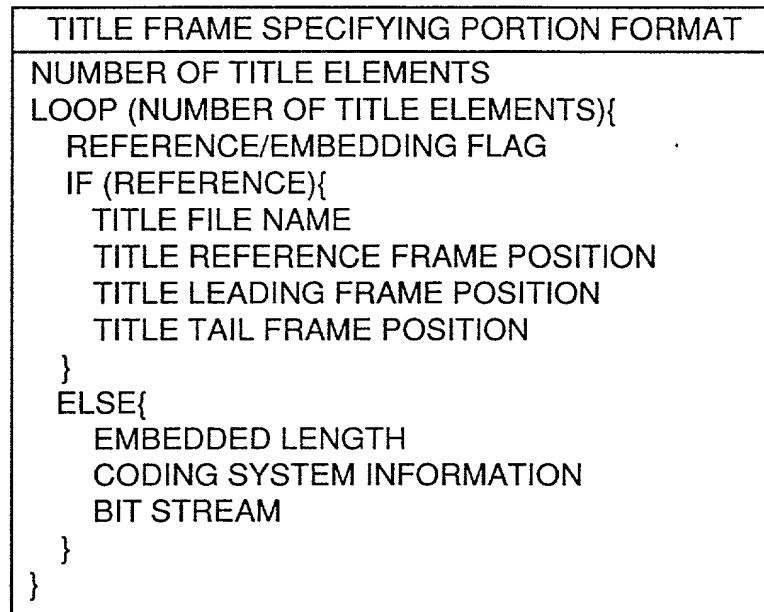 TITLE FRAME SPECIFYING PORTION FORMAT
NUMBER OF TITLE ELEMENTS
LOOP (NUMBER OF TITLE ELEMENTS){
REFERENCE/EMBEDDING FLAG
IF (REFERENCE){
TITLE FILE NAME
TITLE REFERENCE FRAME POSITION
TITLE LEADING FRAME POSITION
TITLE TAIL FRAME POSITION
}
ELSE{
EMBEDDED LENGTH
CODING SYSTEM INFORMATION
BIT STREAM
}
}